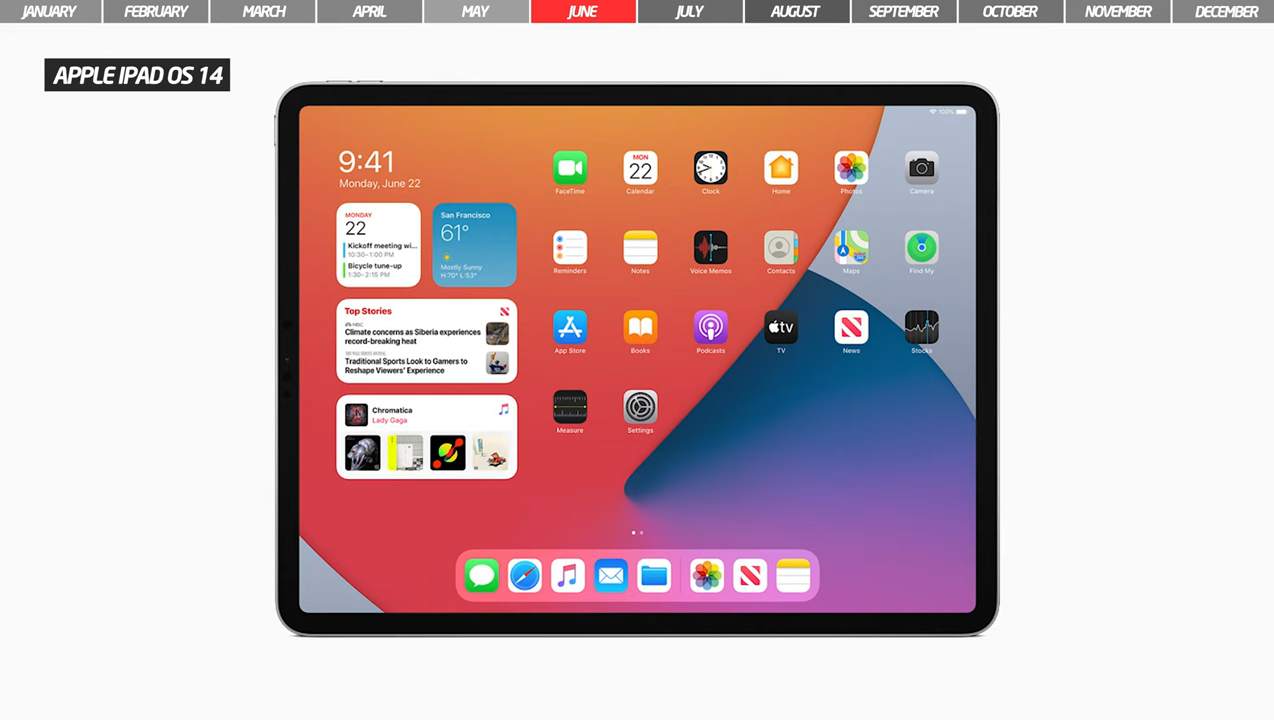 JANUARY
FEBRUARY
MARCH
APRIL
MAY
JUNE
JULY
AUGUST
SEPTEMBER
OCTOBER
NOVEMBER
DECEMBER
APPLE IPAD OS 14
100%
9:41
Monday, June 22
MONDAY
22
Kickoff meeting wi...
10:30–1:00 PM
Bicycle tune-up
1:30–2:15 PM
San Francisco
61°
Mostly Sunny
H:70° L:53°
Top Stories
NBC
Climate concerns as Siberia experiences
record-breaking heat
Traditional Sports Look to Gamers to
Reshape Viewers' Experience
Chromatica
Lady Gaga
MON
22
FaceTime
Calendar
Clock
Home
Photos
Camera
Reminders
Notes
Voice Memos
Contacts
Maps
Find My
tv
App Store
Books
Podcasts
TV
News
Stocks
Measure
Settings